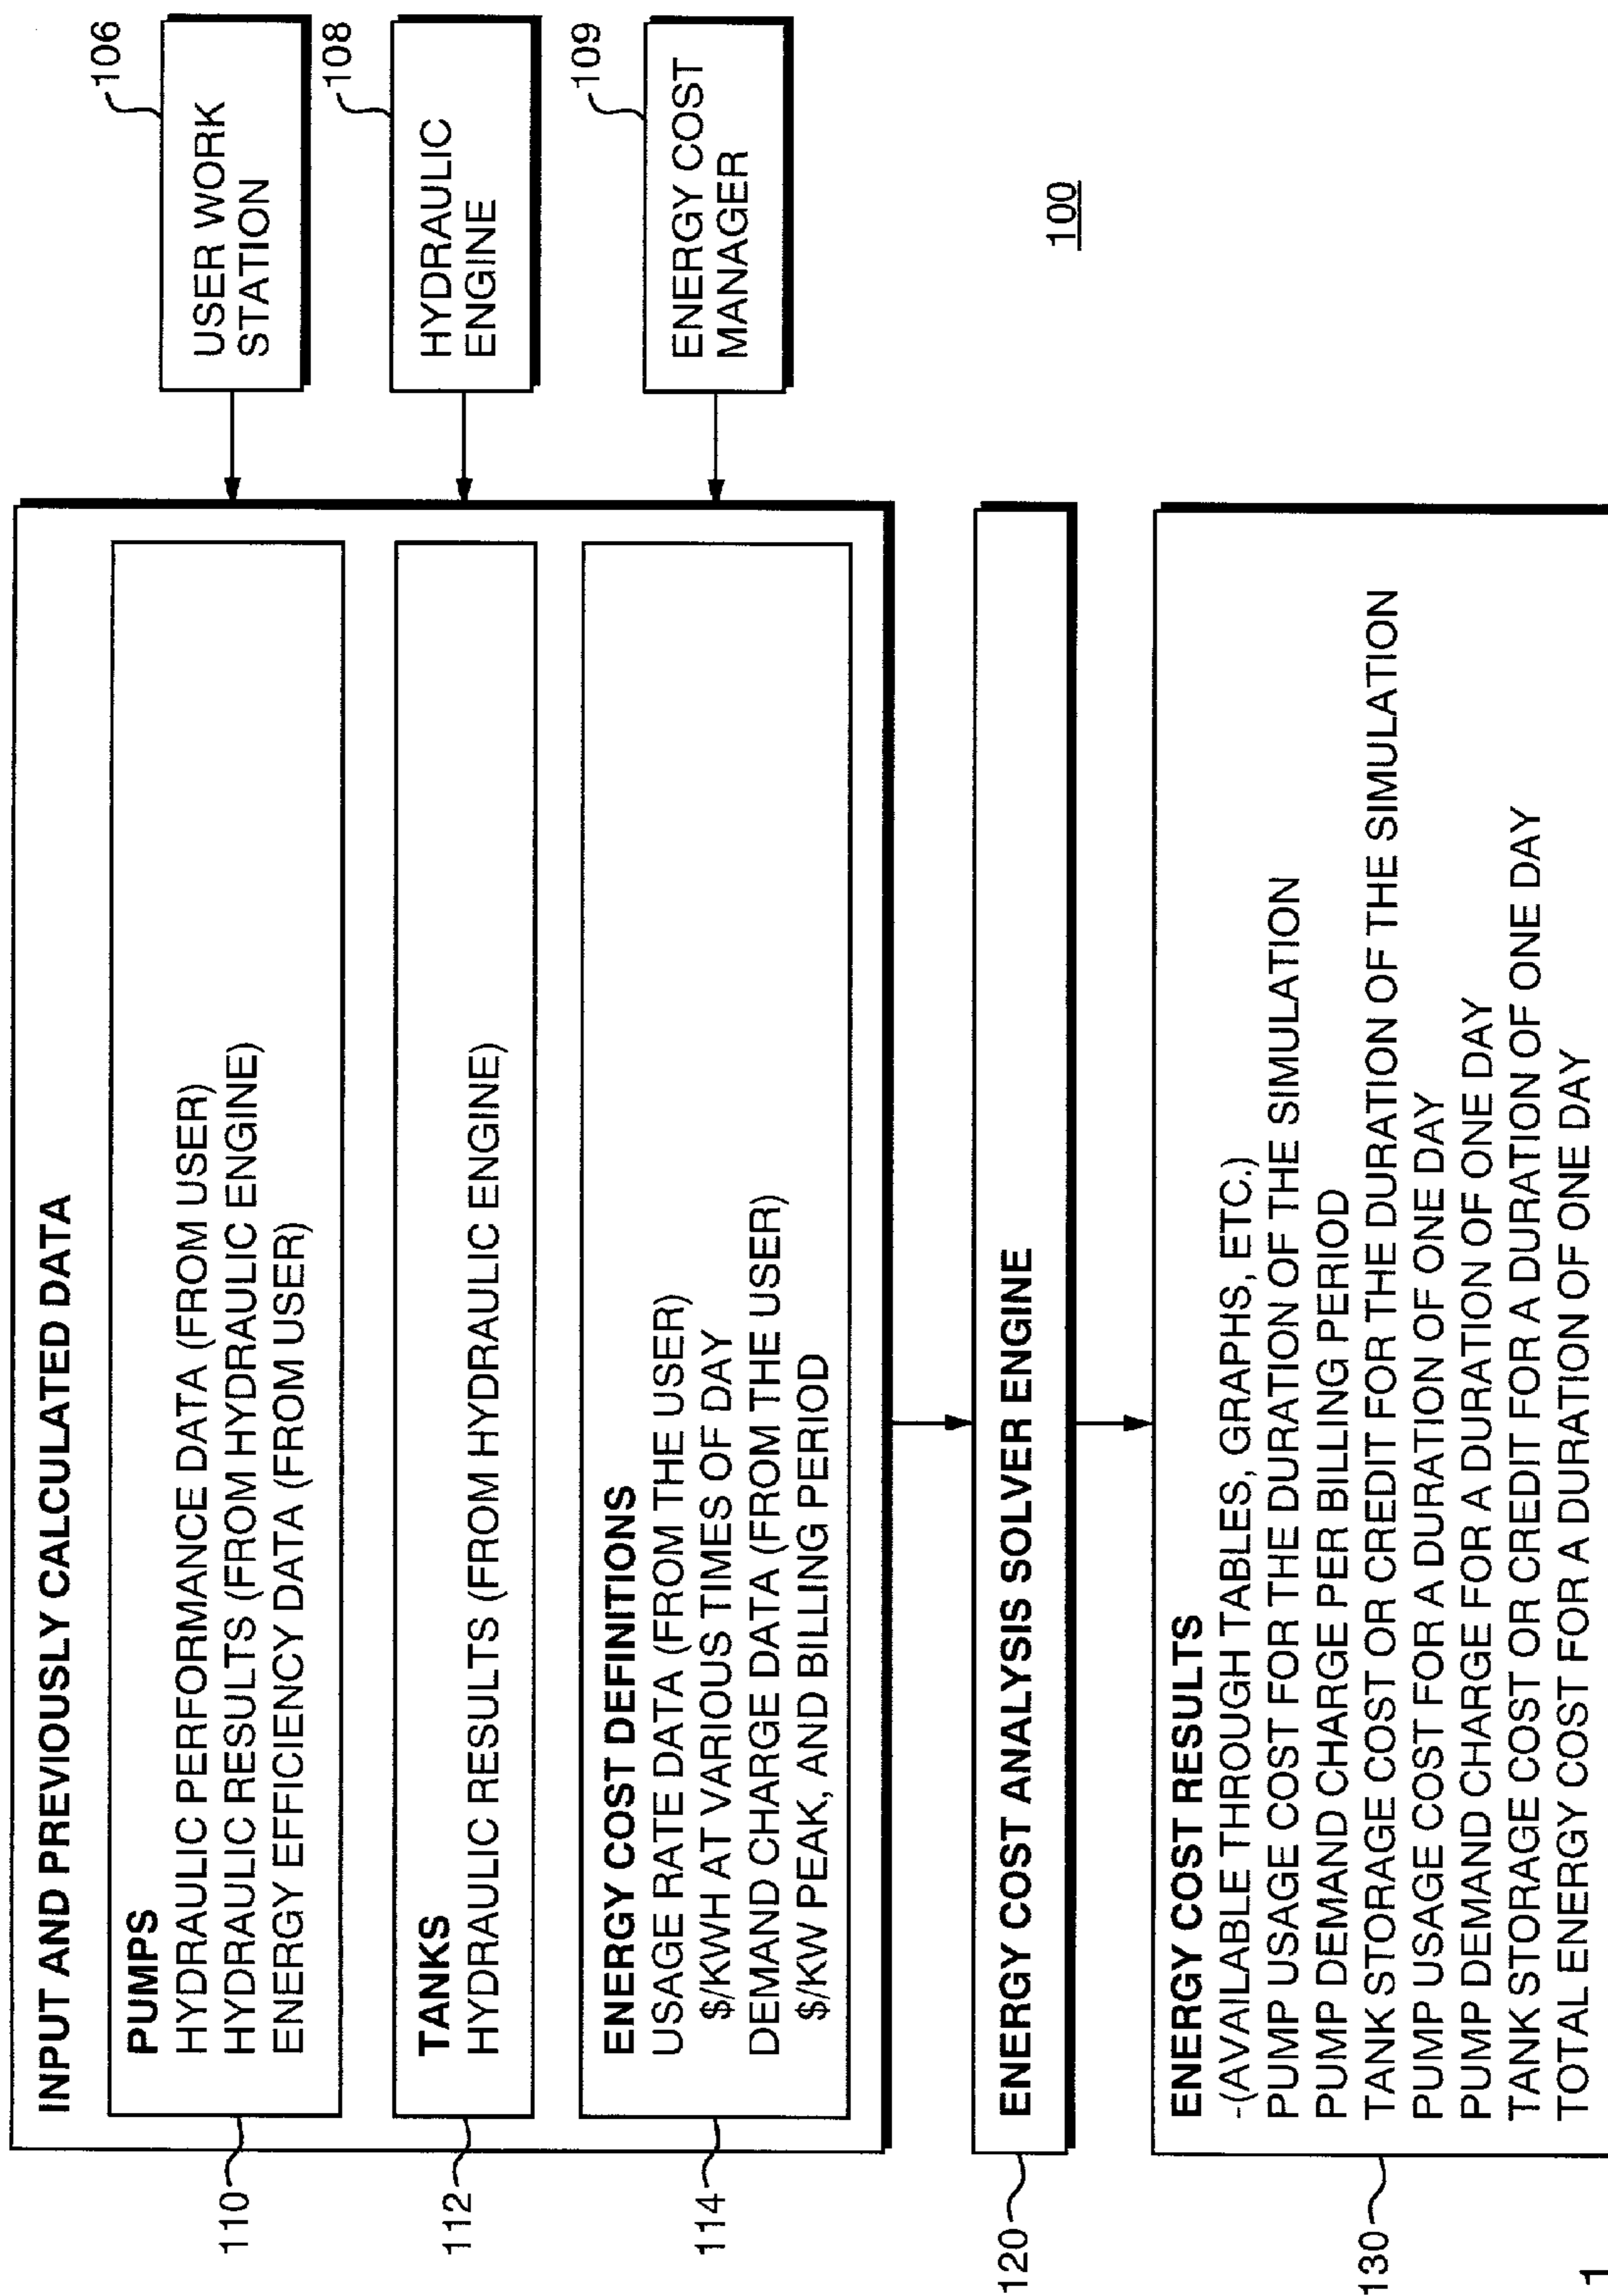 INPUT AND PREVIOUSLY CALCULATED DATA
110
PUMPS
HYDRAULIC PERFORMANCE DATA (FROM USER)
HYDRAULIC RESULTS (FROM HYDRAULIC ENGINE)
ENERGY EFFICIENCY DATA (FROM USER)
112
TANKS
HYDRAULIC RESULTS (FROM HYDRAULIC ENGINE)
114
ENERGY COST DEFINITIONS
USAGE RATE DATA (FROM THE USER)
$/KWH AT VARIOUS TIMES OF DAY
DEMAND CHARGE DATA (FROM THE USER)
$/KW PEAK, AND BILLING PERIOD
106
USER WORK
STATION
108
HYDRAULIC
ENGINE
109
ENERGY COST
MANAGER
100
120
ENERGY COST ANALYSIS SOLVER ENGINE
130
ENERGY COST RESULTS
-(AVAILABLE THROUGH TABLES, GRAPHS, ETC.)
PUMP USAGE COST FOR THE DURATION OF THE SIMULATION
PUMP DEMAND CHARGE PER BILLING PERIOD
TANK STORAGE COST OR CREDIT FOR THE DURATION OF THE SIMULATION
PUMP USAGE COST FOR A DURATION OF ONE DAY
PUMP DEMAND CHARGE FOR A DURATION OF ONE DAY
TANK STORAGE COST OR CREDIT FOR A DURATION OF ONE DAY
TOTAL ENERGY COST FOR A DURATION OF ONE DAY
1